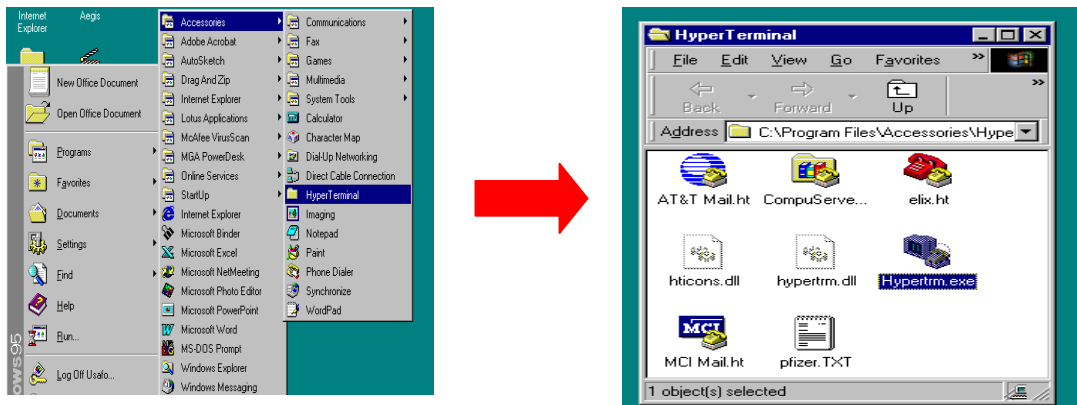 Internet
Explorer
Aegis
New Office Document
Open Office Document
Programs
Favorites
Documents
Settings
Find
Help
Run...
Log Off Usafo...
ows95
Accessories
Adobe Acrobat
AutoSketch
Drag And Zip
Internet Explorer
Lotus Applications
McAfee VirusScan
MGA PowerDesk
Online Services
StartUp
Internet Explorer
Microsoft Binder
Microsoft Excel
Microsoft NetMeeting
Microsoft Photo Editor
Microsoft PowerPoint
Microsoft Word
MS-DOS Prompt
Windows Explorer
Windows Messaging
Communications
Fax
Games
Multimedia
System Tools
Calculator
Character Map
Dial-Up Networking
Direct Cable Connection
HyperTerminal
Imaging
Notepad
Paint
Phone Dialer
Synchronize
WordPad
HyperTerminal
File Edit View Go Favorites »
Back Forward Up »
Address C:\Program Files\Accessories\Hype
AT&T Mail.ht CompuServe... elix.ht
hticons.dll hypertrm.dll Hypertrm.exe
MCI
MCI Mail.ht pfizer.TXT
1 object(s) selected